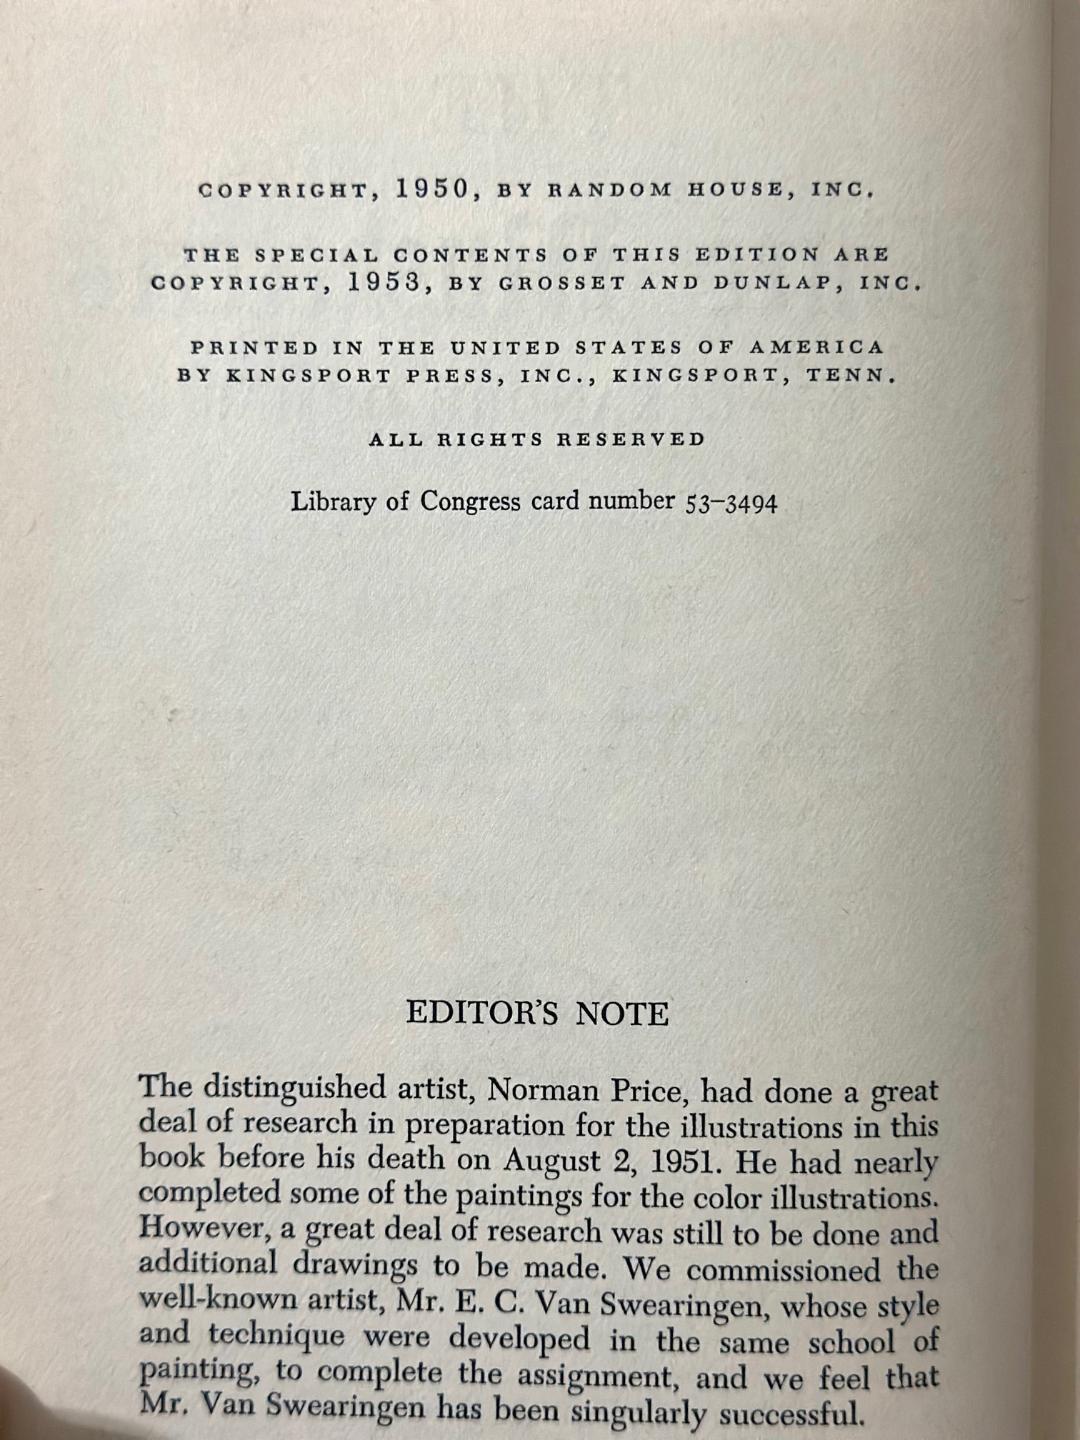 COPYRIGHT, 1950, BY RANDOM HOUSE, INC.
THE SPECIAL CONTENTS OF THIS EDITION ARE
COPYRIGHT, 1953, BY GROSSET AND DUNLAP, INC.
PRINTED IN THE UNITED STATES OF AMERICA
BY KINGSPORT PRESS, INC., KINGSPORT, TENN.
ALL RIGHTS RESERVED
Library of Congress card number 53–3494
EDITOR'S NOTE
The distinguished artist, Norman Price, had done a great
deal of research in preparation for the illustrations in this
book before his death on August 2, 1951. He had nearly
completed some of the paintings for the color illustrations.
However, a great deal of research was still to be done and
additional drawings to be made. We commissioned the
well-known artist, Mr. E. C. Van Swearingen, whose style
and technique were developed in the same school of
painting, to complete the assignment, and we feel that
Mr. Van Swearingen has been singularly successful.